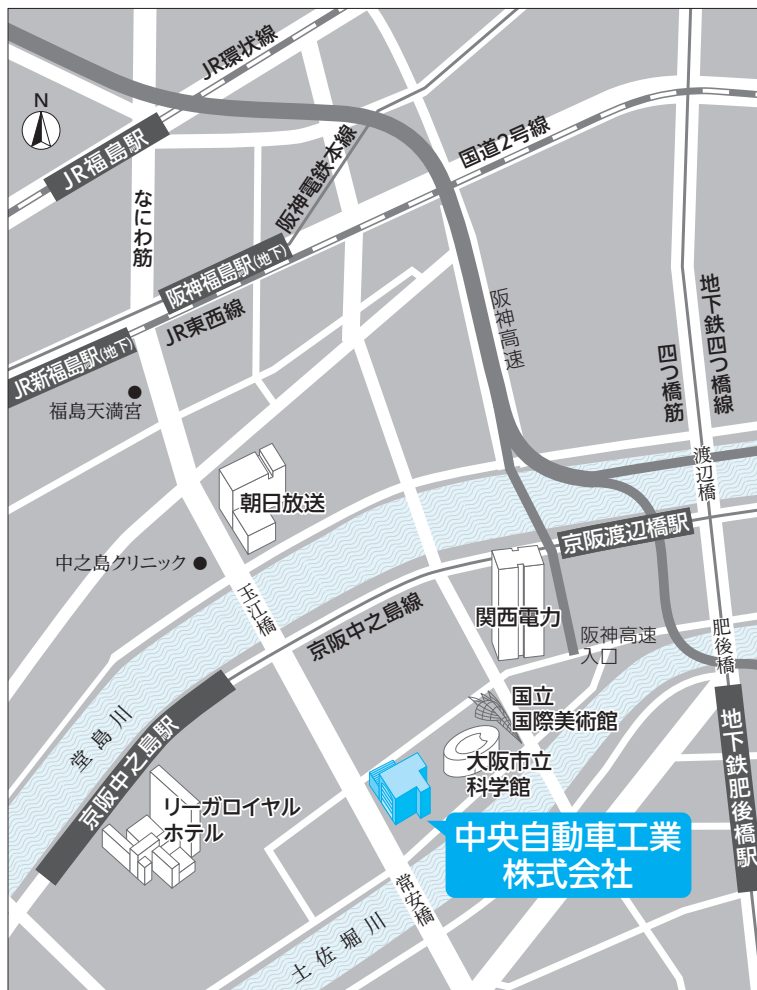 JR環状線
N
JR福島駅
阪神電鉄本線
国道2号線
なにわ筋
阪神福島駅(地下)
JR東西線
JR新福島駅(地下)
福島天満宮
阪神高速
地下鉄四つ橋線
四つ橋筋
渡辺橋
朝日放送
京阪渡辺橋駅
中之島クリニック
玉江橋
京阪中之島線
関西電力
阪神高速
入口
肥後橋
国立
国際美術館
堂島川
京阪中之島駅
大阪市立
科学館
地下鉄肥後橋駅
リーガロイヤル
ホテル
中央自動車工業
株式会社
常安橋
土佐堀川